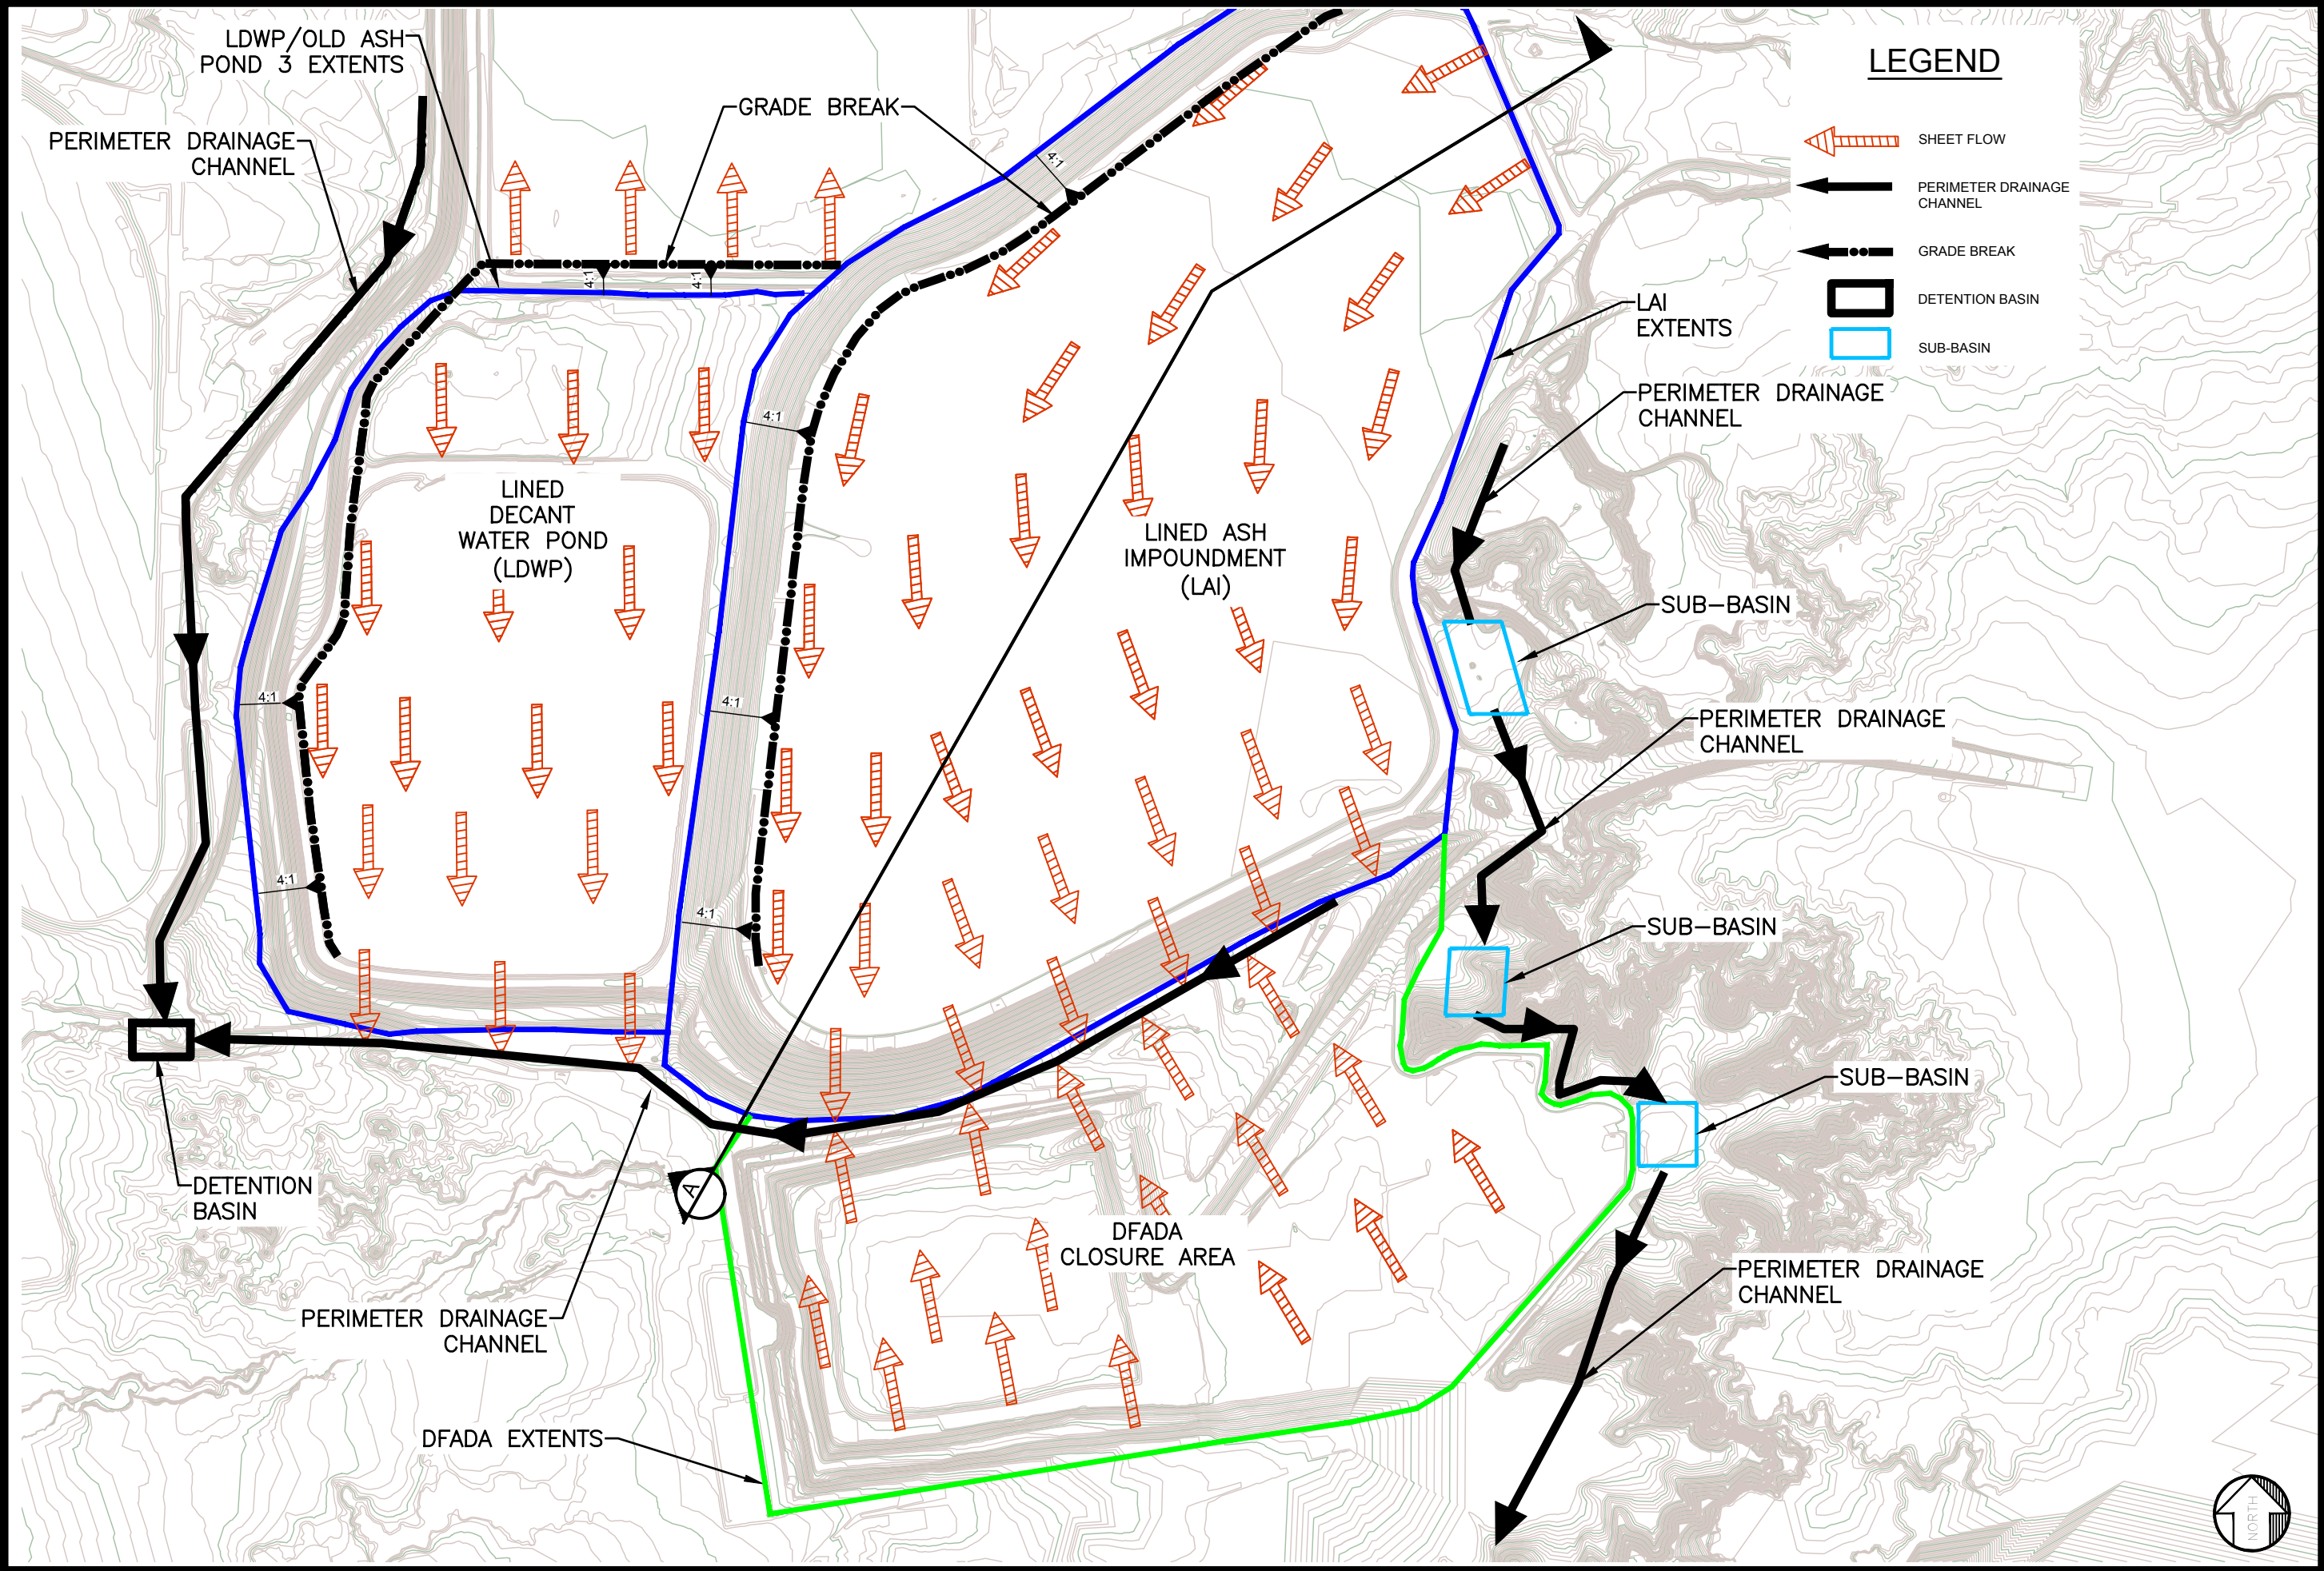 LDWP/OLD ASH
POND 3 EXTENTS
PERIMETER DRAINAGE
CHANNEL
GRADE BREAK
LEGEND
SHEET FLOW
PERIMETER DRAINAGE
CHANNEL
GRADE BREAK
DETENTION BASIN
SUB-BASIN
4:1
4:1
4:1
LAI
EXTENTS
PERIMETER DRAINAGE
CHANNEL
4:1
LINED
DECANT
WATER POND
(LDWP)
LINED ASH
IMPOUNDMENT
(LAI)
SUB-BASIN
4:1
4:1
PERIMETER DRAINAGE
CHANNEL
4:1
4:1
SUB-BASIN
SUB-BASIN
A
DETENTION
BASIN
DFADA
CLOSURE AREA
PERIMETER DRAINAGE
CHANNEL
PERIMETER DRAINAGE
CHANNEL
DFADA EXTENTS
NORTH